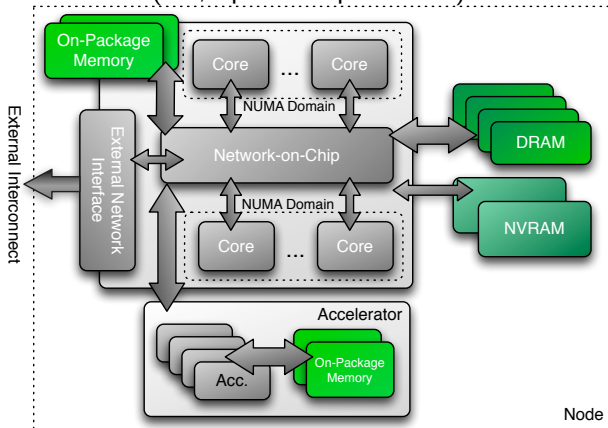 On-Package
Memory
Core
...
Core
NUMA Domain
External Interconnect
External Network
Interface
Network-on-Chip
DRAM
NVRAM
NUMA Domain
Core
...
Core
Accelerator
Acc.
On-Package
Memory
Node